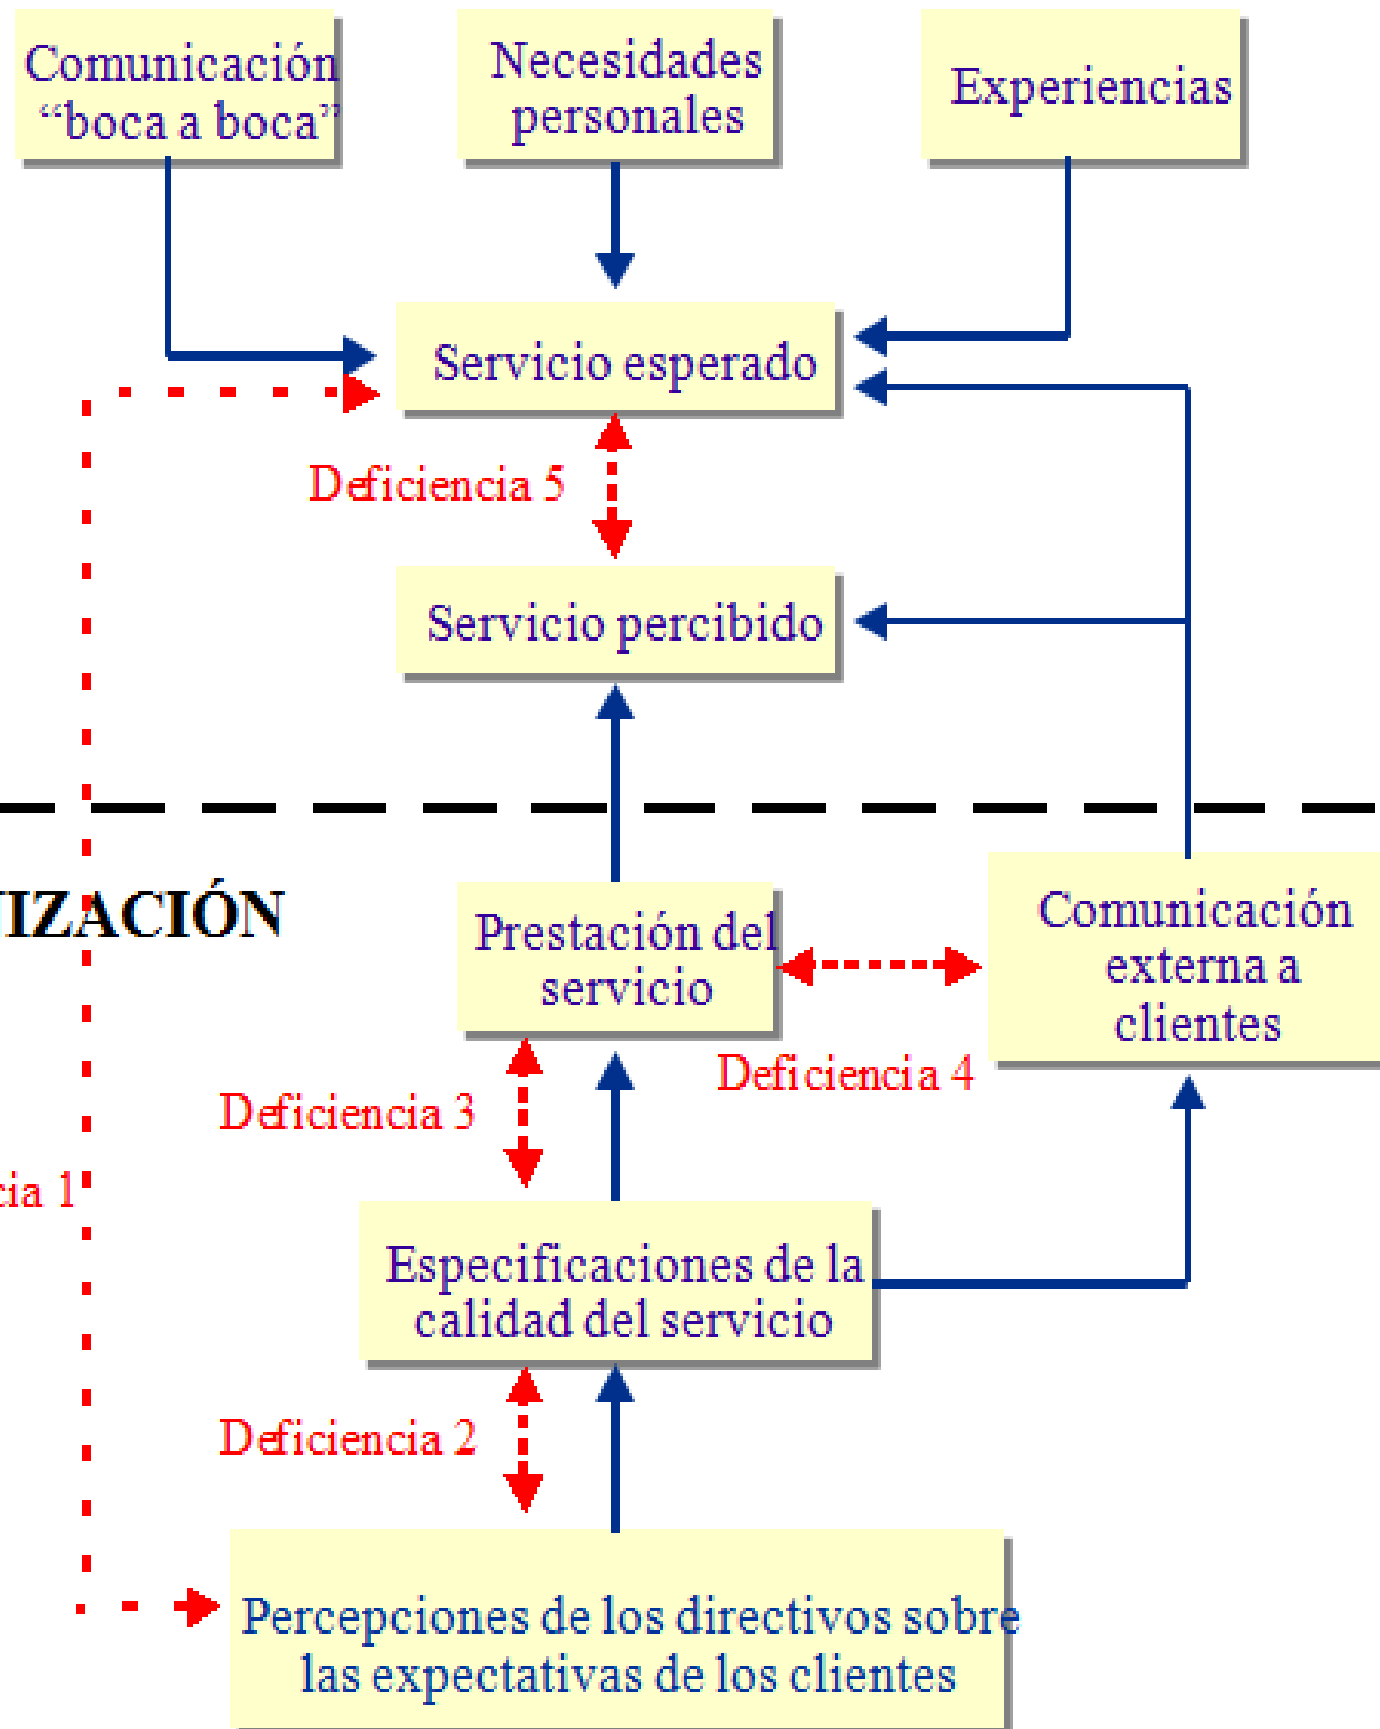 Comunicación
“boca a boca”
Necesidades
personales
Experiencias
Servicio esperado
Deficiencia 5
Servicio percibido
IZACIÓN
Prestación del
servicio
Comunicación
externa a
clientes
Deficiencia 4
Deficiencia 3
cia 1
Especificaciones de la
calidad del servicio
Deficiencia 2
Percepciones de los directivos sobre
las expectativas de los clientes